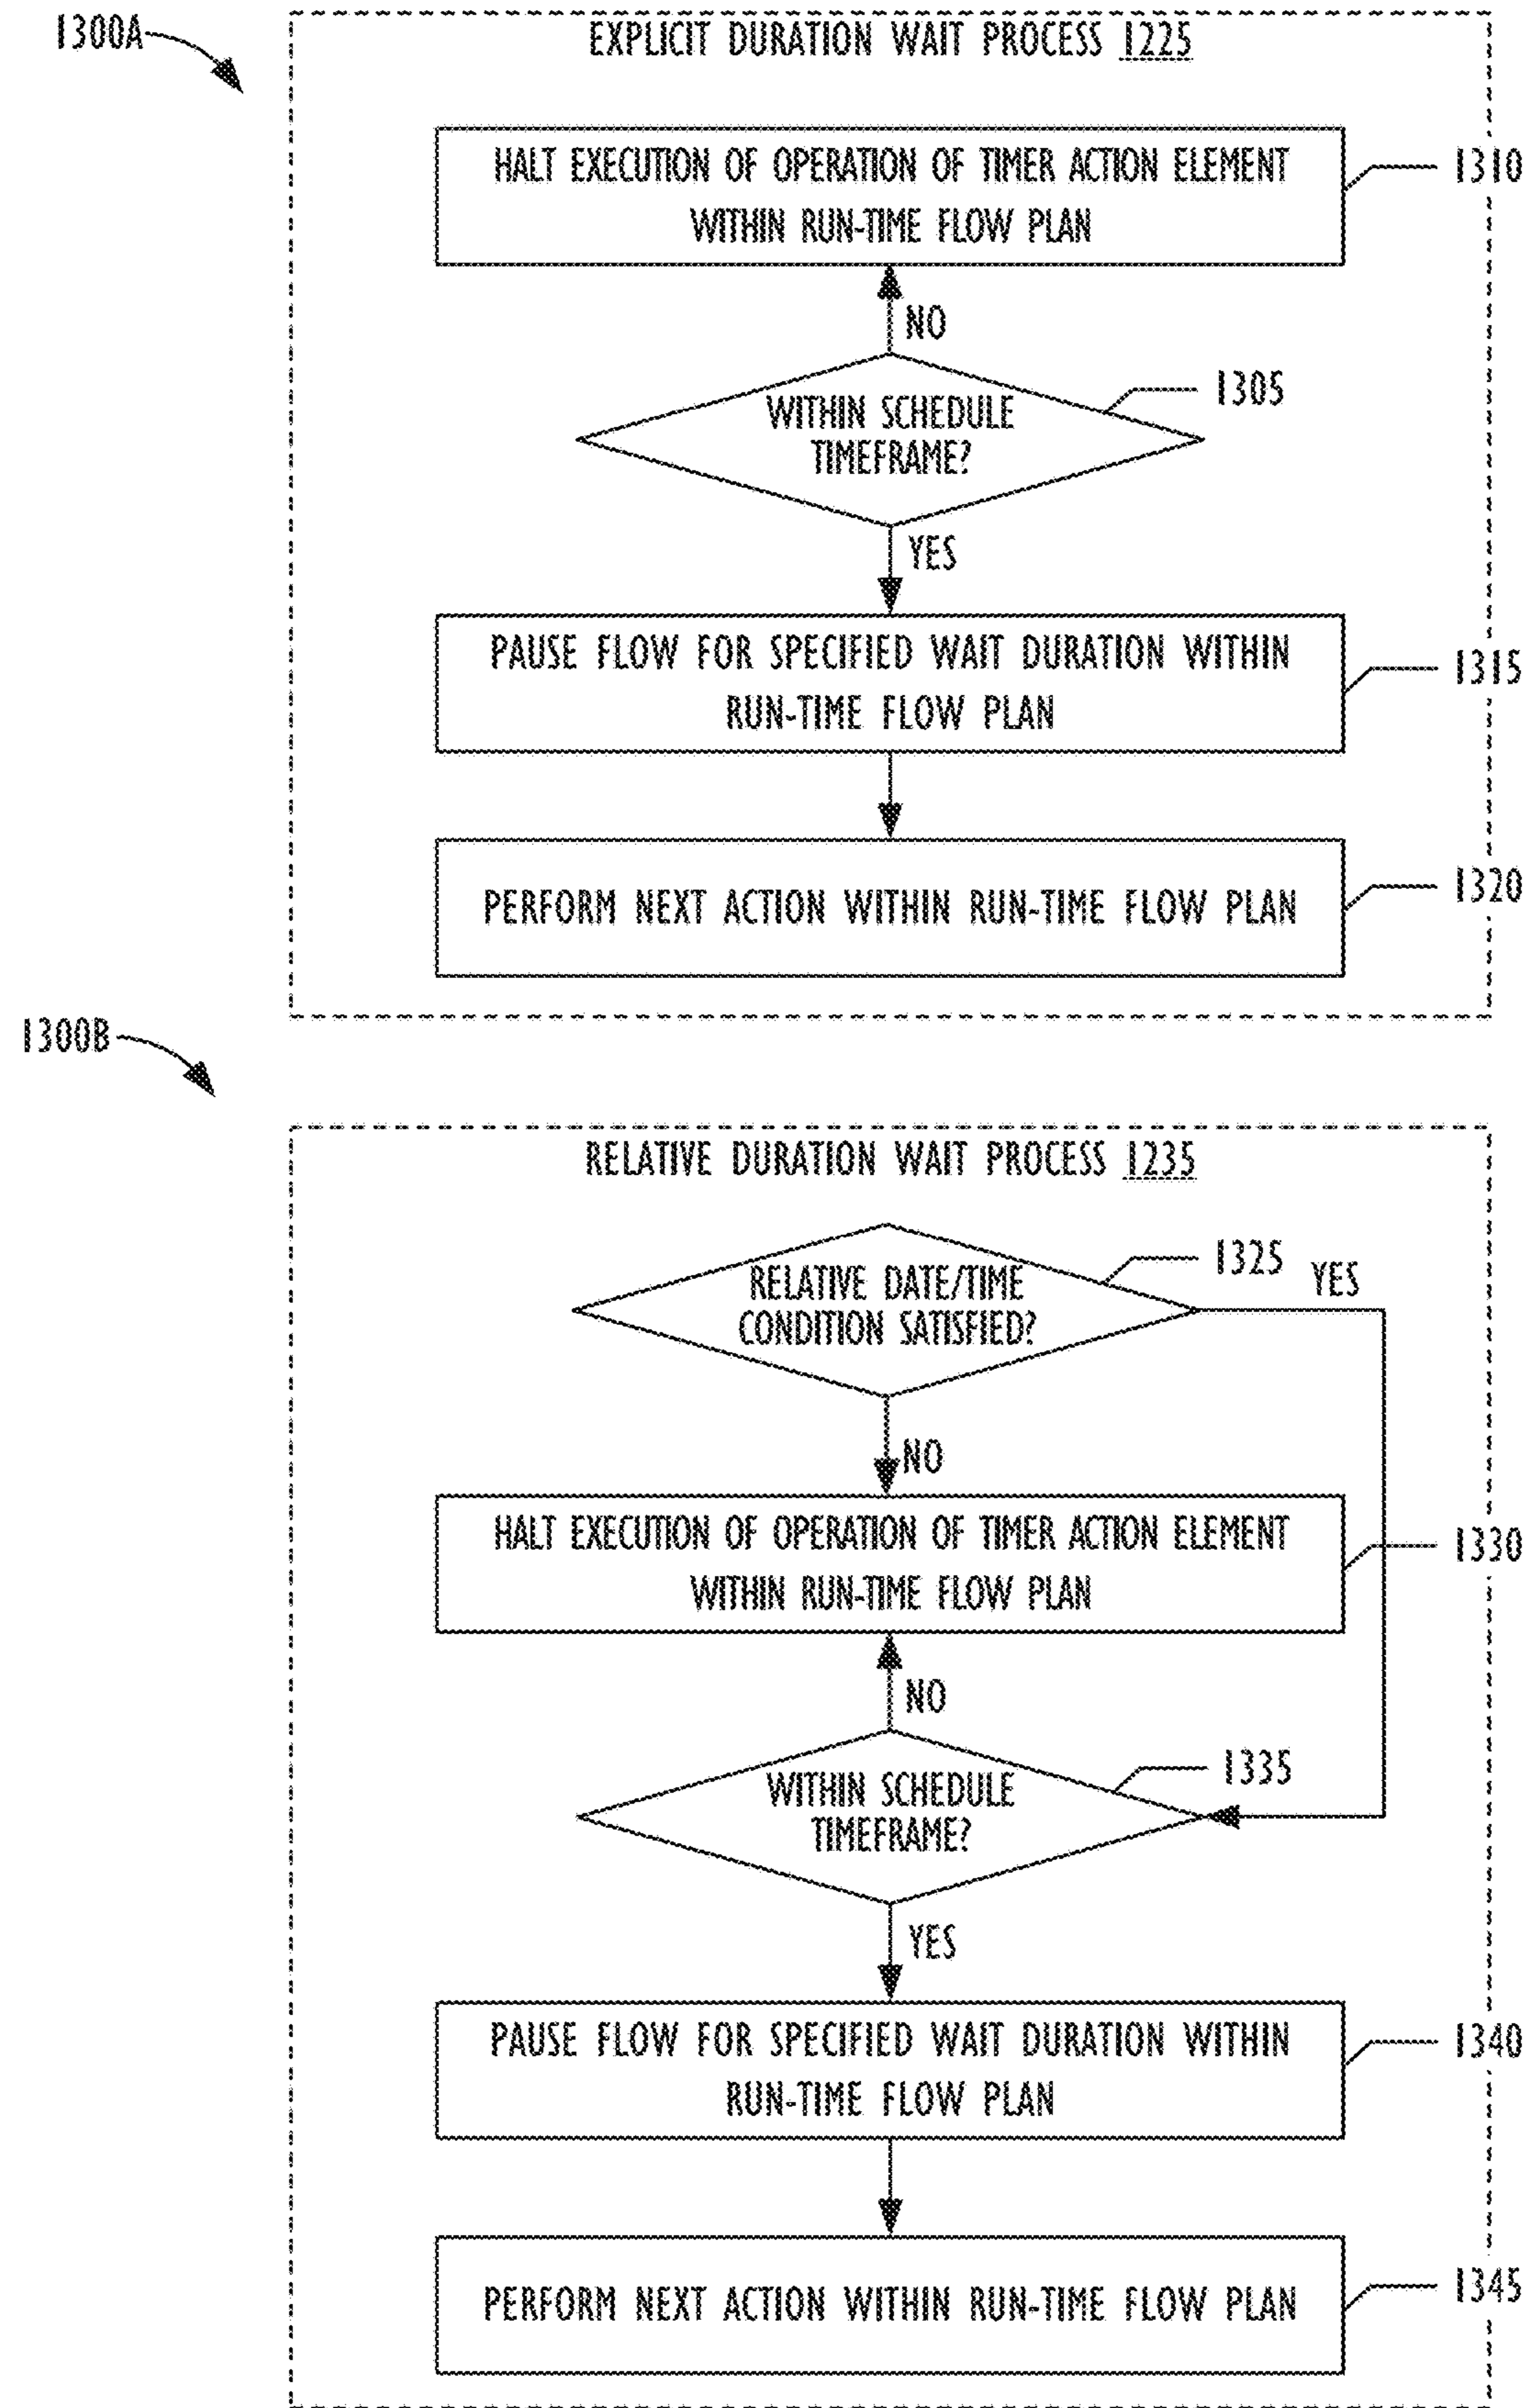 1300A
EXPLICIT DURATION WAIT PROCESS 1225
HALT EXECUTION OF OPERATION OF TIMER ACTION ELEMENT
WITHIN RUN-TIME FLOW PLAN
1310
NO
1305
WITHIN SCHEDULE
TIMEFRAME?
YES
PAUSE FLOW FOR SPECIFIED WAIT DURATION WITHIN
RUN-TIME FLOW PLAN
1315
PERFORM NEXT ACTION WITHIN RUN-TIME FLOW PLAN
1320
1300B
RELATIVE DURATION WAIT PROCESS 1235
1325
YES
RELATIVE DATE/TIME
CONDITION SATISFIED?
NO
HALT EXECUTION OF OPERATION OF TIMER ACTION ELEMENT
WITHIN RUN-TIME FLOW PLAN
1330
NO
1335
WITHIN SCHEDULE
TIMEFRAME?
YES
PAUSE FLOW FOR SPECIFIED WAIT DURATION WITHIN
RUN-TIME FLOW PLAN
1340
PERFORM NEXT ACTION WITHIN RUN-TIME FLOW PLAN
1345